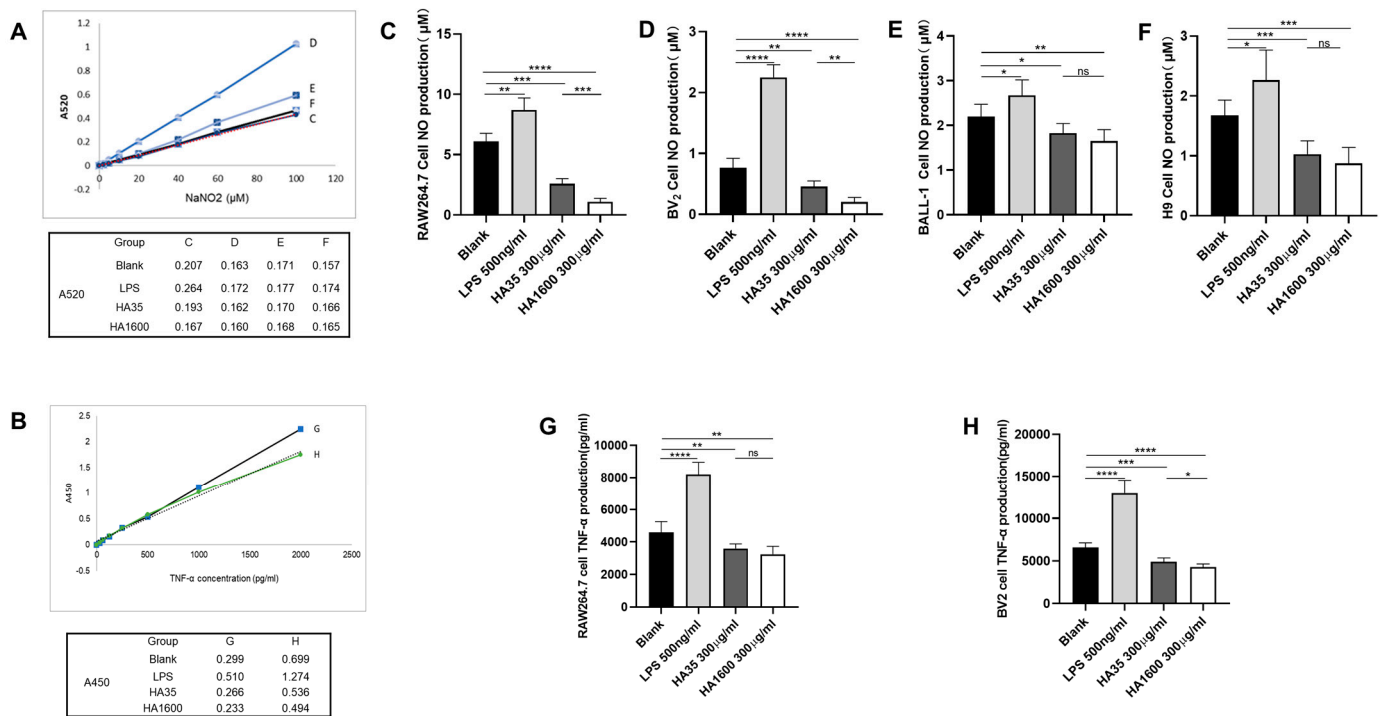 A
1.2
1
0.8
0.6
0.4
0.2
0
-0.2
A520
0 20 40 60 80 100 120
NaNO2 (µM)
D
E
F
C
Group C D E F
Blank 0.207 0.163 0.171 0.157
A520
LPS 0.264 0.172 0.177 0.174
HA35 0.193 0.162 0.170 0.166
HA1600 0.167 0.160 0.168 0.165
C
RAW264.7 Cell NO production( µM)
15
10
5
0
****
***
** ***
Blank
LPS 500ng/ml
HA35 300µg/ml
HA1600 300µg/ml
D
BV₂ Cell NO production( µM)
3
2
1
0
****
**
**** **
Blank
LPS 500ng/ml
HA35 300µg/ml
HA1600 300µg/ml
E
BALL-1 Cell NO production( µM)
4
3
2
1
0
**
*
* ns
Blank
LPS 500ng/ml
HA35 300µg/ml
HA1600 300µg/ml
F
H9 Cell NO production( µM)
3
2
1
0
***
***
* ns
Blank
LPS 500ng/ml
HA35 300µg/ml
HA1600 300µg/ml
B
2.5
2
1.5
1
0.5
0
-0.5
A450
0 500 1000 1500 2000 2500
TNF-α concentration (pg/ml)
G
H
Group G H
Blank 0.299 0.699
A450
LPS 0.510 1.274
HA35 0.266 0.536
HA1600 0.233 0.494
G
RAW264.7 cell TNF-α production(pg/ml)
10000
8000
6000
4000
2000
0
**
**
**** ns
Blank
LPS 500ng/ml
HA35 300µg/ml
HA1600 300µg/ml
H
BV2 cell TNF-α production(pg/ml)
20000
15000
10000
5000
0
****
***
**** *
Blank
LPS 500ng/ml
HA35 300µg/ml
HA1600 300µg/ml